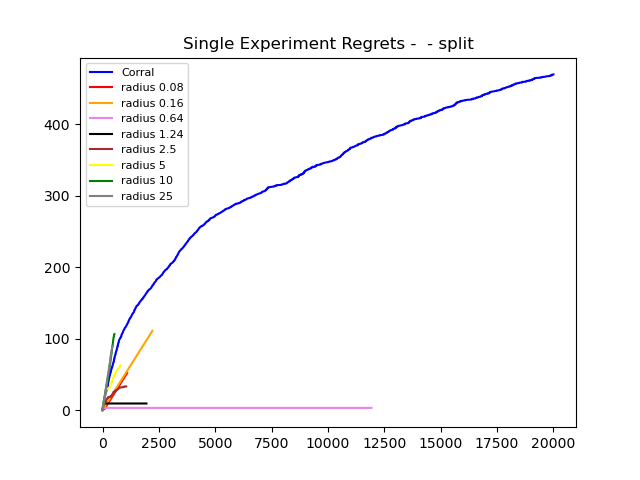 Single Experiment Regrets -  - split
Corral
radius 0.08
radius 0.16
radius 0.64
radius 1.24
radius 2.5
radius 5
radius 10
radius 25
400
300
200
100
0
0 2500 5000 7500 10000 12500 15000 17500 20000